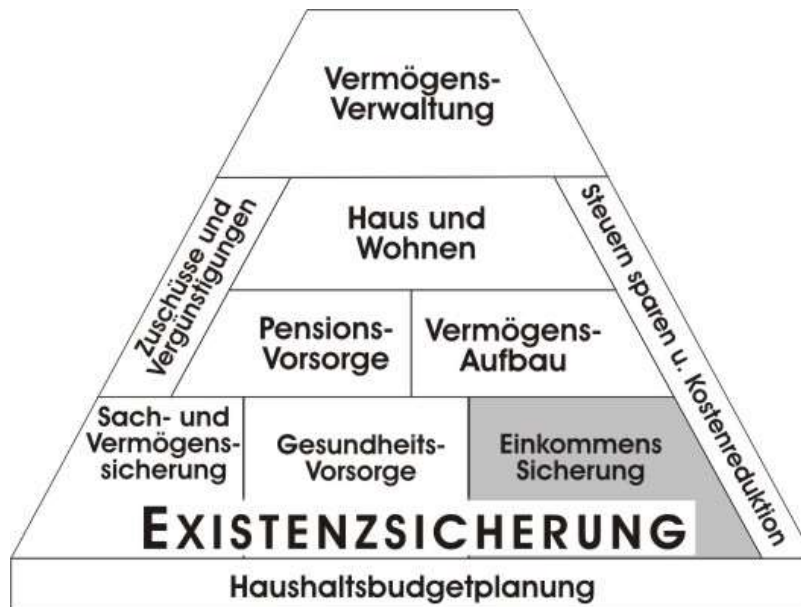 Vermögens-
Verwaltung
Zuschüsse und
Vergünstigungen
Haus und
Wohnen
Steuern sparen u. Kostenreduktion
Pensions-
Vorsorge
Vermögens-
Aufbau
Sach- und
Vermögens-
sicherung
Gesundheits-
Vorsorge
Einkommens
Sicherung
EXISTENZSICHERUNG
Haushaltsbudgetplanung